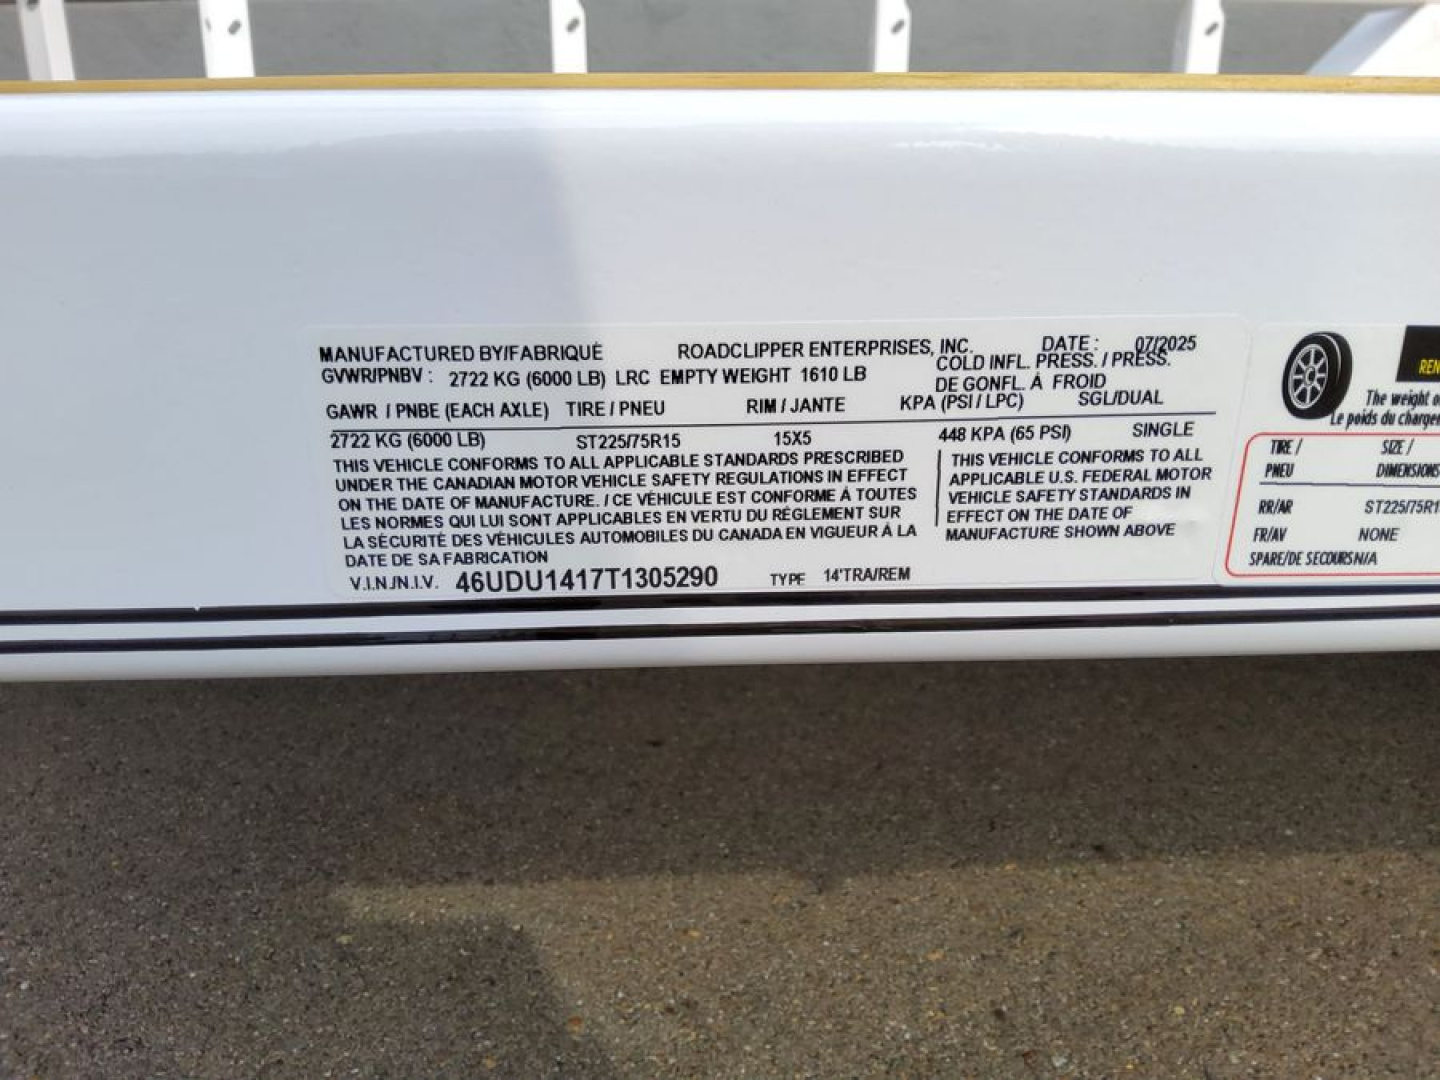 MANUFACTURED BY/FABRIQUÉ ROADCLIPPER ENTERPRISES, INC. DATE : 07/2025
GVWR/PNBV : 2722 KG (6000 LB) LRC EMPTY WEIGHT 1610 LB COLD INFL. PRESS. / PRESS.
DE GONFL. À FROID
GAWR / PNBE (EACH AXLE) TIRE / PNEU RIM / JANTE KPA (PSI / LPC) SGL/DUAL
2722 KG (6000 LB) ST225/75R15 15X5 448 KPA (65 PSI) SINGLE
THIS VEHICLE CONFORMS TO ALL APPLICABLE STANDARDS PRESCRIBED
UNDER THE CANADIAN MOTOR VEHICLE SAFETY REGULATIONS IN EFFECT
ON THE DATE OF MANUFACTURE. / CE VÉHICULE EST CONFORME À TOUTES
LES NORMES QUI LUI SONT APPLICABLES EN VERTU DU RÉGLEMENT SUR
LA SÉCURITÉ DES VÉHICULES AUTOMOBILES DU CANADA EN VIGUEUR À LA
DATE DE SA FABRICATION
THIS VEHICLE CONFORMS TO ALL
APPLICABLE U.S. FEDERAL MOTOR
VEHICLE SAFETY STANDARDS IN
EFFECT ON THE DATE OF
MANUFACTURE SHOWN ABOVE
V.I.N./N.I.V. 46UDU1417T1305290 TYPE 14'TRA/REM
The weight
Le poids du
TIRE / SIZE /
PNEU DIMENSIONS
RR/AR ST225/75R1
FR/AV NONE
SPARE/DE SECOURS N/A